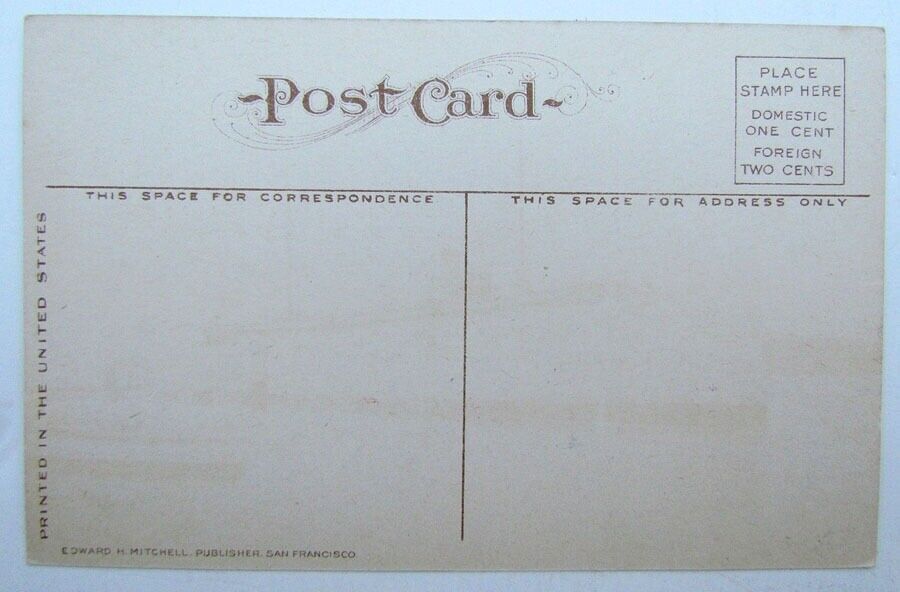 Post Card
PLACE
STAMP HERE
DOMESTIC
ONE CENT
FOREIGN
TWO CENTS
THIS SPACE FOR CORRESPONDENCE
THIS SPACE FOR ADDRESS ONLY
PRINTED IN THE UNITED STATES
EDWARD H. MITCHELL, PUBLISHER, SAN FRANCISCO